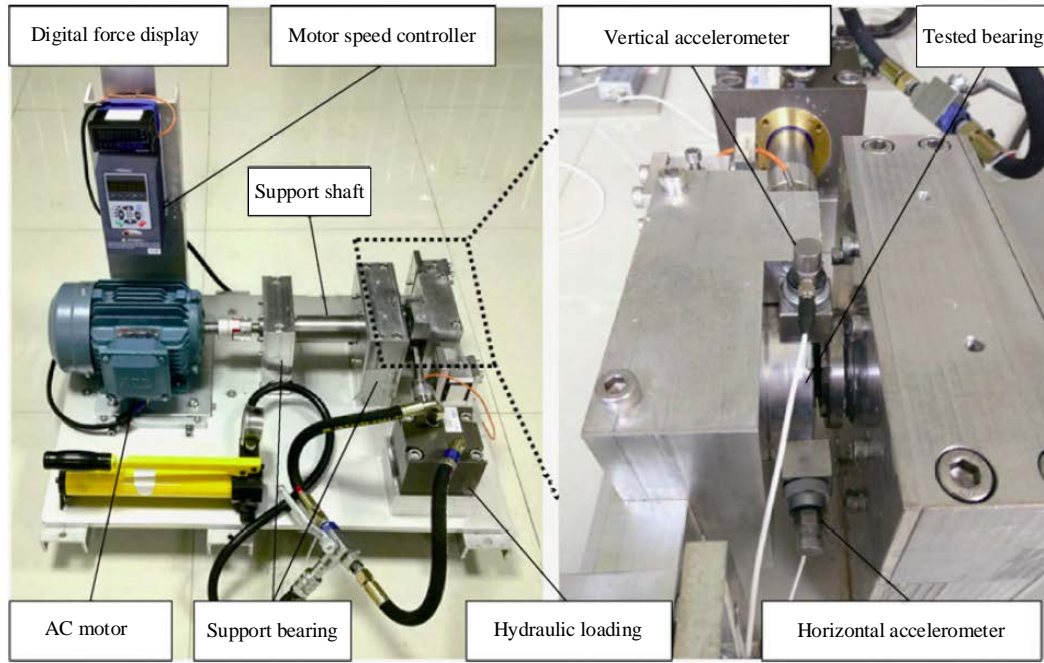 Digital force display
Motor speed controller
Vertical accelerometer
Tested bearing
Support shaft
AC motor
Support bearing
Hydraulic loading
Horizontal accelerometer